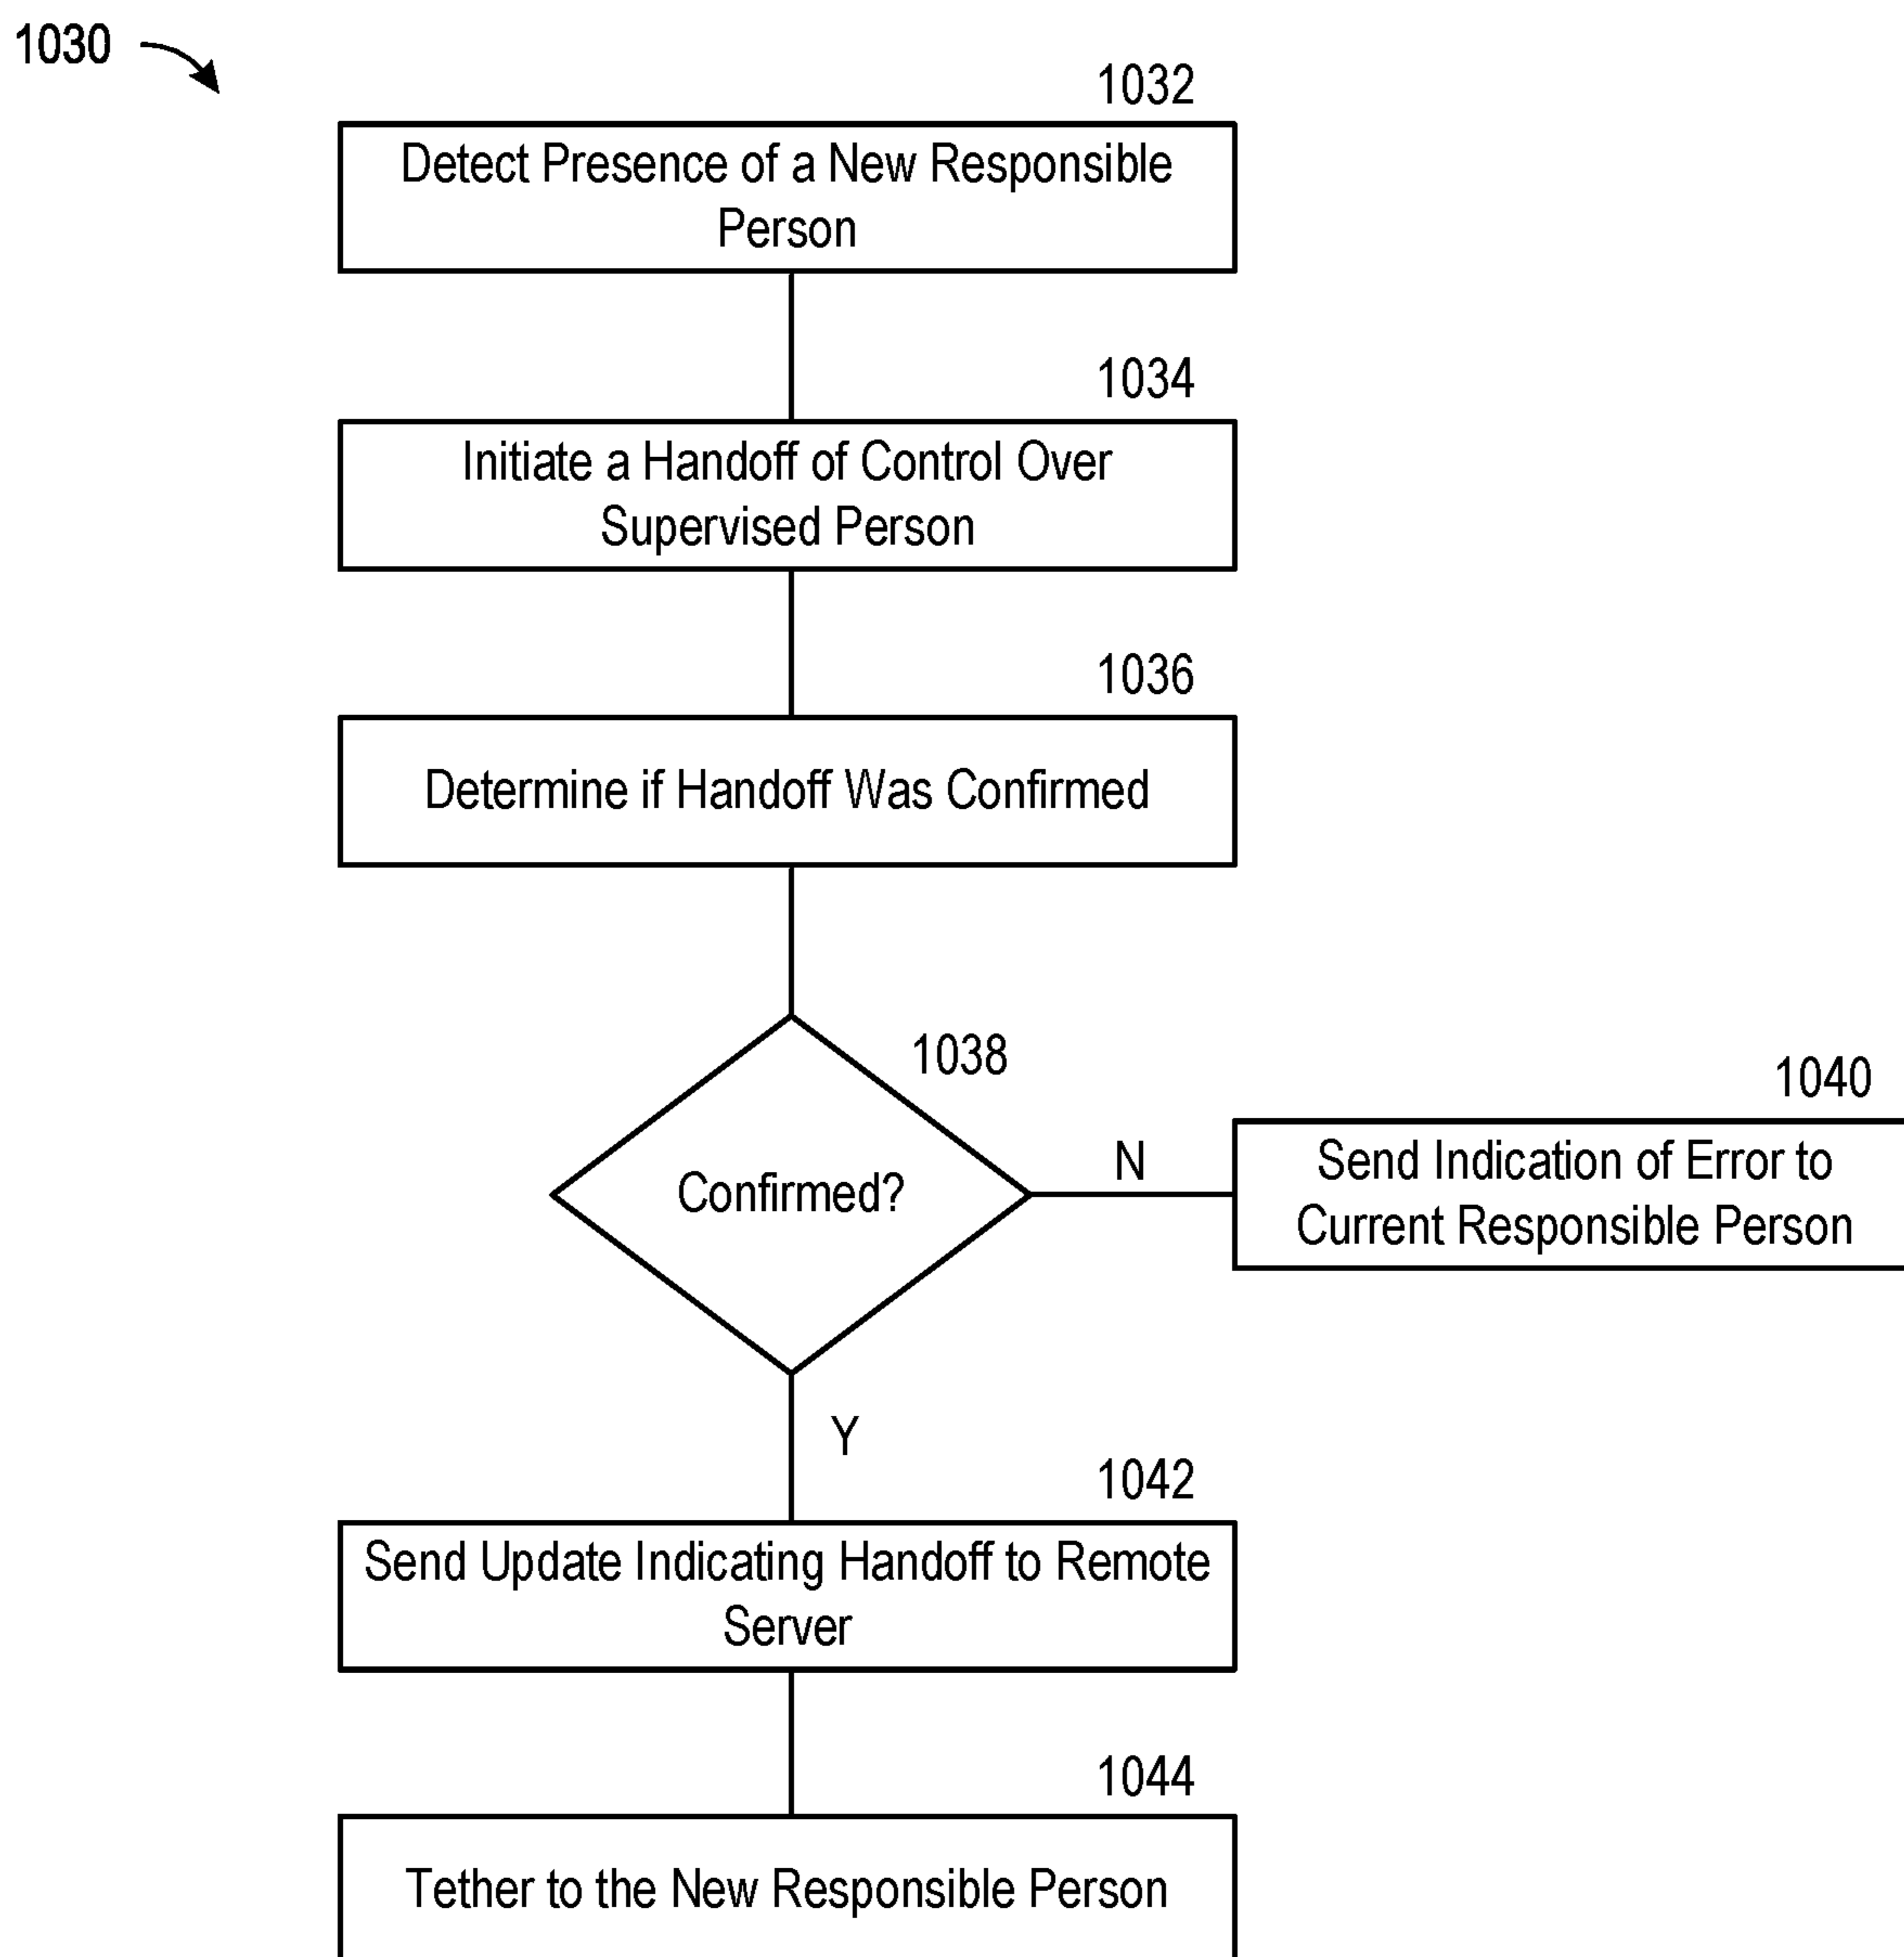 1030
1032
Detect Presence of a New Responsible
Person
1034
Initiate a Handoff of Control Over
Supervised Person
1036
Determine if Handoff Was Confirmed
1038
Confirmed?
N
1040
Send Indication of Error to
Current Responsible Person
Y
1042
Send Update Indicating Handoff to Remote
Server
1044
Tether to the New Responsible Person